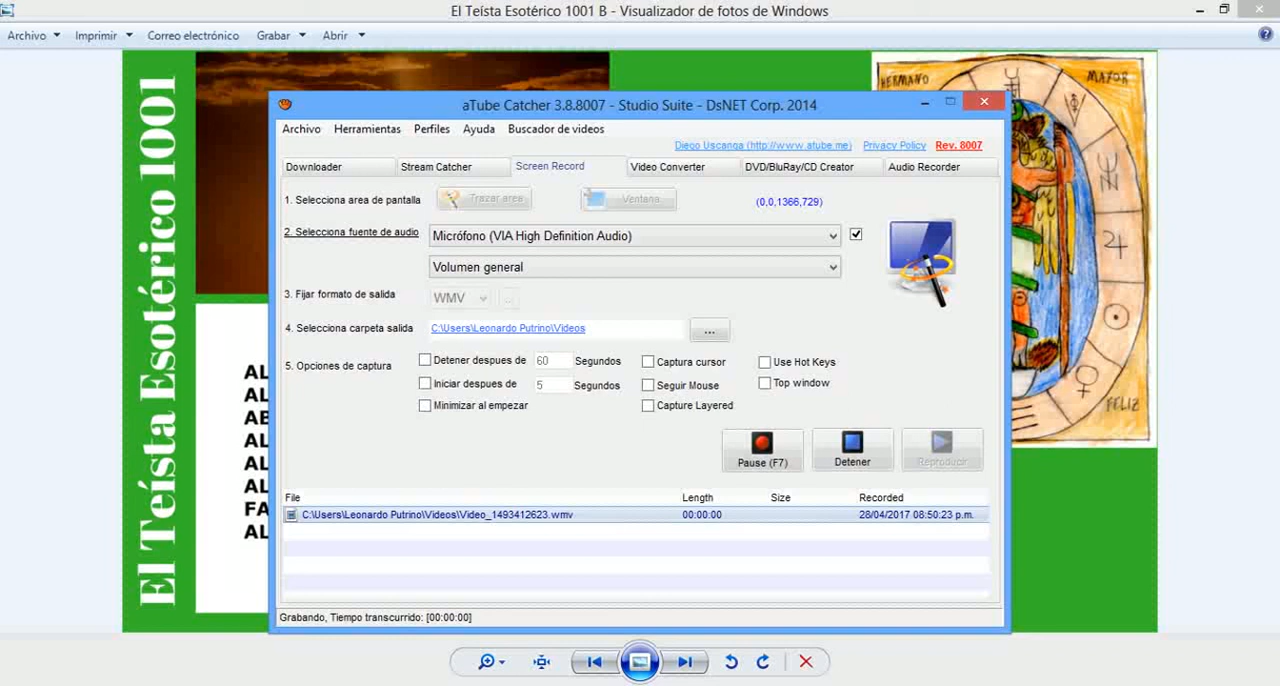 El Teísta Esotérico 1001 B - Visualizador de fotos de Windows
Archivo Imprimir Correo electrónico Grabar Abrir
El Teísta Esotérico 1001
HERMANO MAYOR
FELIZ
AL
AL
AB
AL
AL
AL
FA
AL
aTube Catcher 3.8.8007 - Studio Suite - DsNET Corp. 2014
Archivo Herramientas Perfiles Ayuda Buscador de videos
Diego Uscanga (http://www.atube.me) Privacy Policy Rev. 8007
Downloader Stream Catcher Screen Record Video Converter DVD/BluRay/CD Creator Audio Recorder
1. Selecciona area de pantalla Trazar area Ventana (0,0,1366,729)
2. Selecciona fuente de audio Micrófono (VIA High Definition Audio)
Volumen general
3. Fijar formato de salida WMV ...
4. Selecciona carpeta salida C:\Users\Leonardo Putrino\Videos ...
5. Opciones de captura Detener despues de 60 Segundos Captura cursor Use Hot Keys
Iniciar despues de 5 Segundos Seguir Mouse Top window
Minimizar al empezar Capture Layered
Pause (F7) Detener Reproducir
File Length Size Recorded
C:\Users\Leonardo Putrino\Videos\Video_1493412623.wmv 00:00:00 28/04/2017 08:50:23 p.m.
Grabando, Tiempo transcurrido: [00:00:00]